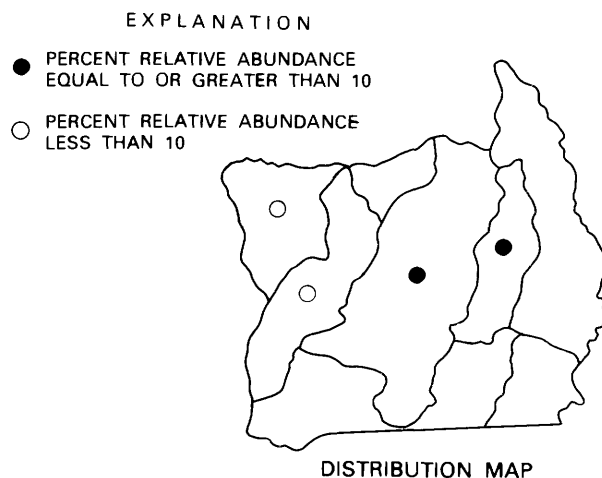 EXPLANATION
PERCENT RELATIVE ABUNDANCE
EQUAL TO OR GREATER THAN 10
PERCENT RELATIVE ABUNDANCE
LESS THAN 10
DISTRIBUTION MAP